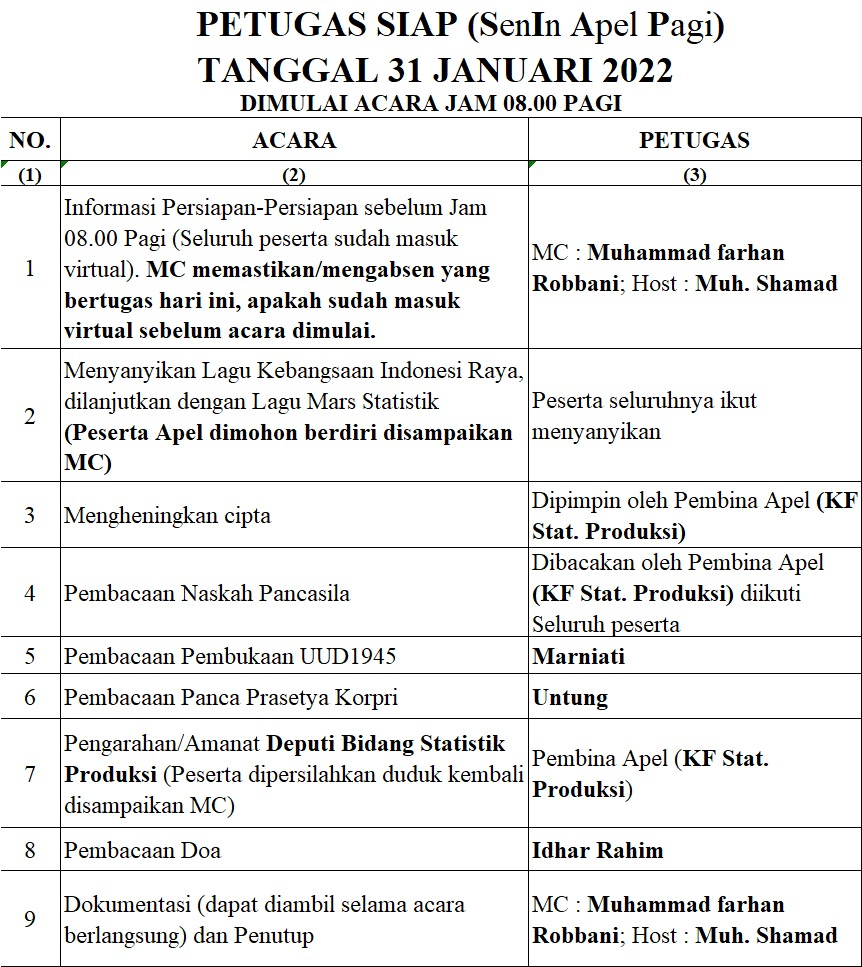 PETUGAS SIAP (SenIn Apel Pagi)
TANGGAL 31 JANUARI 2022
DIMULAI ACARA JAM 08.00 PAGI
NO. ACARA PETUGAS
(1) (2) (3)
1
Informasi Persiapan-Persiapan sebelum Jam
08.00 Pagi (Seluruh peserta sudah masuk
virtual). MC memastikan/mengabsen yang
bertugas hari ini, apakah sudah masuk
virtual sebelum acara dimulai.
MC : Muhammad farhan
Robbani; Host : Muh. Shamad
2
Menyanyikan Lagu Kebangsaan Indonesi Raya,
dilanjutkan dengan Lagu Mars Statistik
(Peserta Apel dimohon berdiri disampaikan
MC)
Peserta seluruhnya ikut
menyanyikan
3
Mengheningkan cipta
Dipimpin oleh Pembina Apel (KF
Stat. Produksi)
4
Pembacaan Naskah Pancasila
Dibacakan oleh Pembina Apel
(KF Stat. Produksi) diikuti
Seluruh peserta
5 Pembacaan Pembukaan UUD1945 Marniati
6 Pembacaan Panca Prasetya Korpri Untung
7
Pengarahan/Amanat Deputi Bidang Statistik
Produksi (Peserta dipersilahkan duduk kembali
disampaikan MC)
Pembina Apel (KF Stat.
Produksi)
8 Pembacaan Doa Idhar Rahim
9
Dokumentasi (dapat diambil selama acara
berlangsung) dan Penutup
MC : Muhammad farhan
Robbani; Host : Muh. Shamad